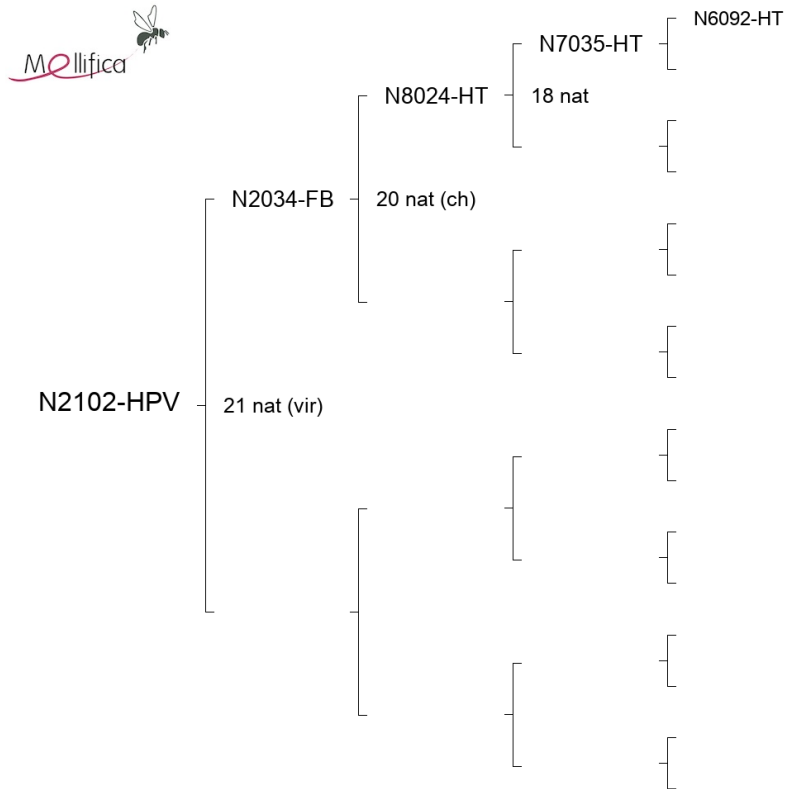 Mellifica
N6092-HT
N7035-HT
N8024-HT
18 nat
N2034-FB
20 nat (ch)
N2102-HPV
21 nat (vir)